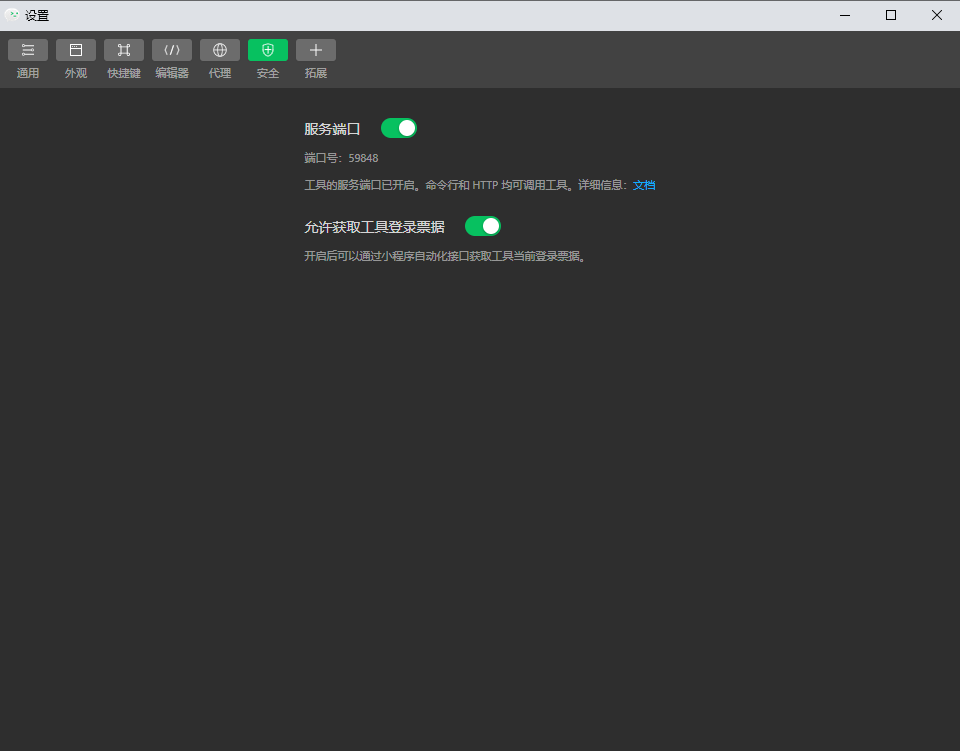 设置
通用 外观 快捷键 编辑器 代理 安全 拓展
服务端口
端口号：59848
工具的服务端口已开启。命令行和 HTTP 均可调用工具。详细信息：文档
允许获取工具登录票据
开启后可以通过小程序自动化接口获取工具当前登录票据。